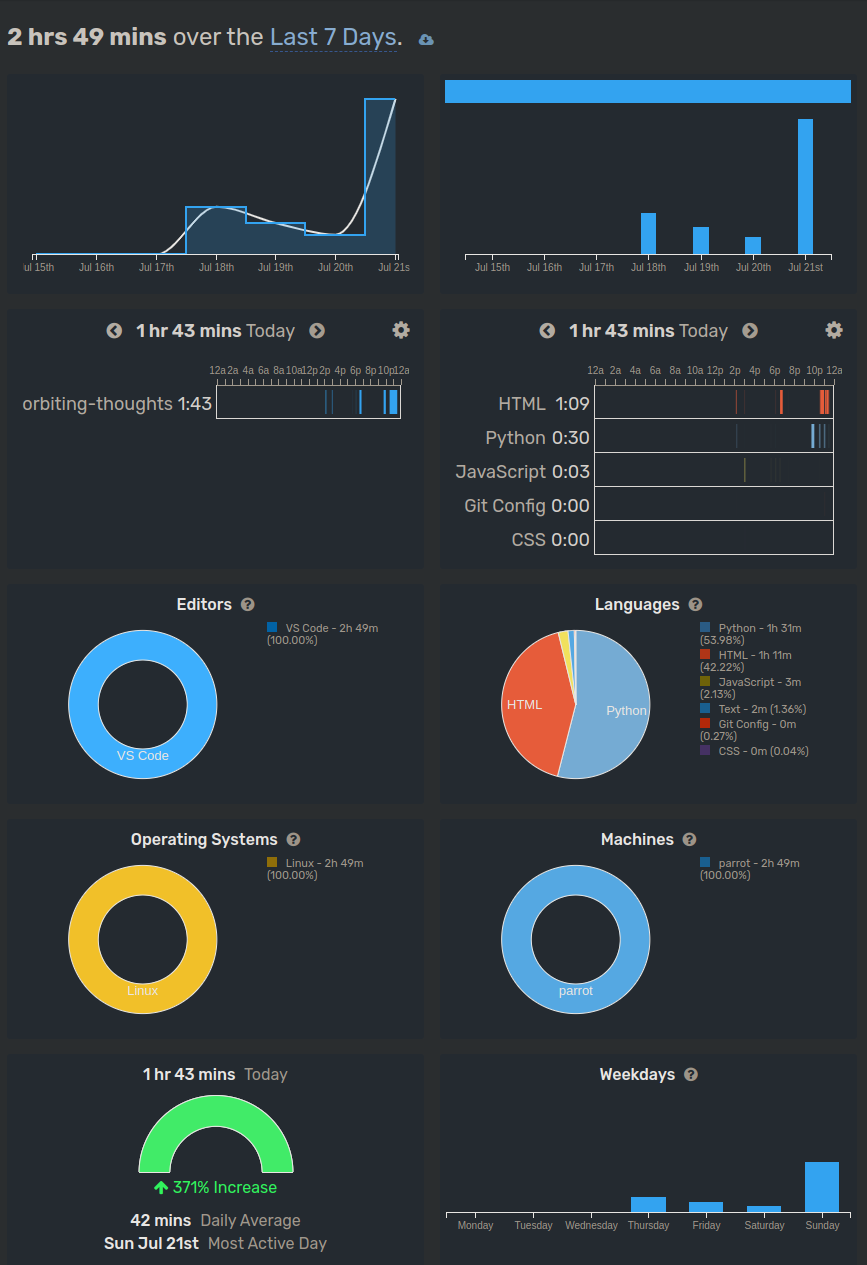 2 hrs 49 mins over the Last 7 Days.
ul 15th Jul 16th Jul 17th Jul 18th Jul 19th Jul 20th Jul 21s
Jul 15th Jul 16th Jul 17th Jul 18th Jul 19th Jul 20th Jul 21st
1 hr 43 mins Today
12a 2a 4a 6a 8a 10a 12p 2p 4p 6p 8p 10p 12a
orbiting-thoughts 1:43
1 hr 43 mins Today
12a 2a 4a 6a 8a 10a 12p 2p 4p 6p 8p 10p 12a
HTML 1:09
Python 0:30
JavaScript 0:03
Git Config 0:00
CSS 0:00
Editors ?
VS Code - 2h 49m
(100.00%)
VS Code
Languages ?
Python - 1h 31m
(53.98%)
HTML - 1h 11m
(42.22%)
JavaScript - 3m
(2.13%)
Text - 2m (1.36%)
Git Config - 0m
(0.27%)
CSS - 0m (0.04%)
HTML
Python
Operating Systems ?
Linux - 2h 49m
(100.00%)
Linux
Machines ?
parrot - 2h 49m
(100.00%)
parrot
1 hr 43 mins Today
371% Increase
42 mins Daily Average
Sun Jul 21st Most Active Day
Weekdays ?
Monday Tuesday Wednesday Thursday Friday Saturday Sunday